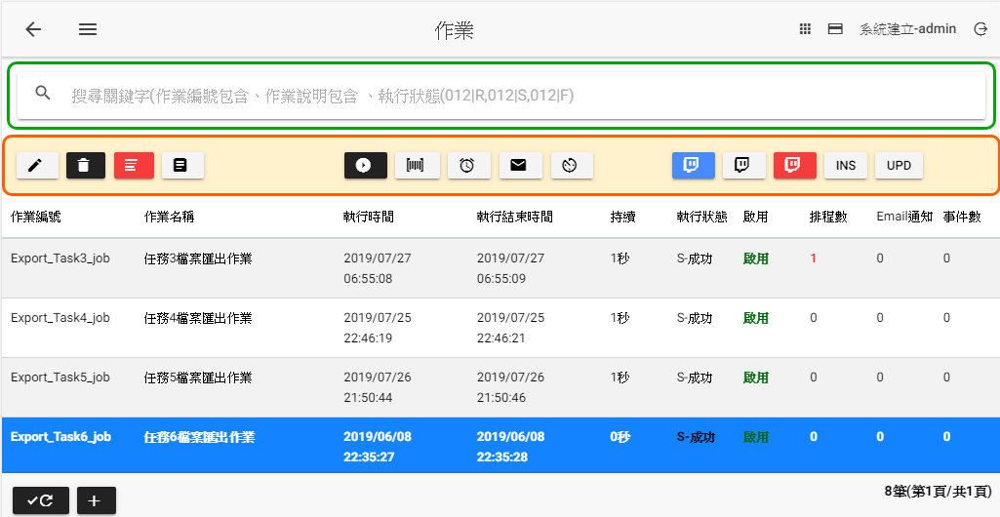 作業
系統建立-admin
搜尋關鍵字(作業編號包含、作業說明包含 、執行狀態(012|R,012|S,012|F)
INS UPD
作業編號 作業名稱 執行時間 執行結束時間 持續 執行狀態 啟用 排程數 Email通知 事件數
Export_Task3_job 任務3檔案匯出作業 2019/07/27 2019/07/27 1秒 S-成功 啟用 1 0 0
06:55:08 06:55:09
Export_Task4_job 任務4檔案匯出作業 2019/07/25 2019/07/25 1秒 S-成功 啟用 0 0 0
22:46:19 22:46:21
Export_Task5_job 任務5檔案匯出作業 2019/07/26 2019/07/26 1秒 S-成功 啟用 0 0 0
21:50:44 21:50:46
Export_Task6_job 任務6檔案匯出作業 2019/06/08 2019/06/08 0秒 S-成功 啟用 0 0 0
22:35:27 22:35:28
8筆(第1頁/共1頁)